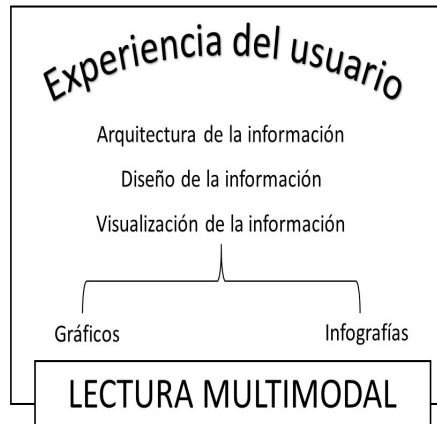 Experiencia del usuario
Arquitectura de la información
Diseño de la información
Visualización de la información
Gráficos
Infografías
LECTURA MULTIMODAL